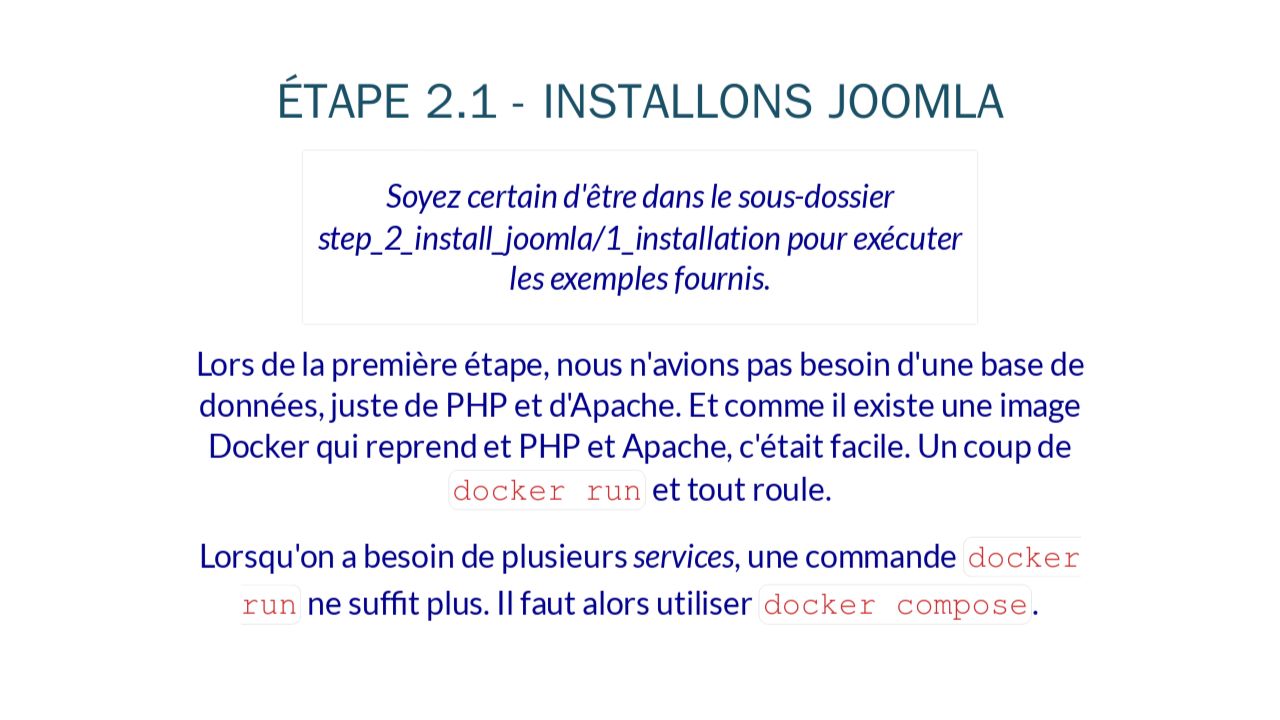 ÉTAPE 2.1 - INSTALLONS JOOMLA
Soyez certain d'être dans le sous-dossier
step_2_install_joomla/1_installation pour exécuter
les exemples fournis.
Lors de la première étape, nous n'avions pas besoin d'une base de
données, juste de PHP et d'Apache. Et comme il existe une image
Docker qui reprend et PHP et Apache, c'était facile. Un coup de
docker run et tout roule.
Lorsqu'on a besoin de plusieurs services, une commande docker
run ne suffit plus. Il faut alors utiliser docker compose.